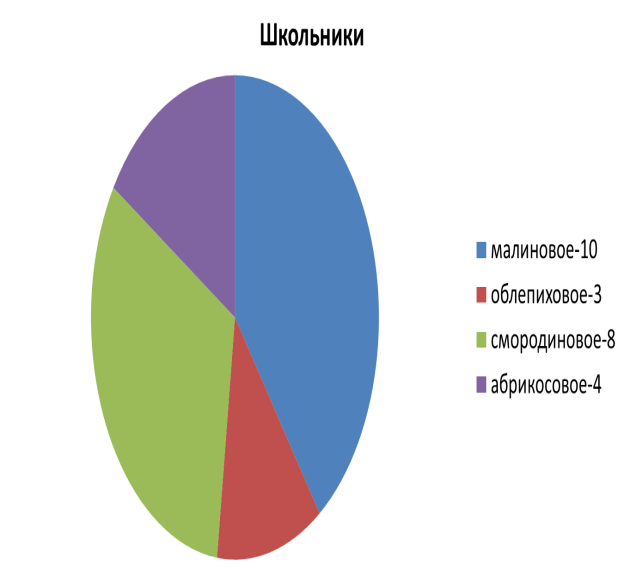 Школьники
малиновое-10
облепиховое-3
смородиновое-8
абрикосовое-4